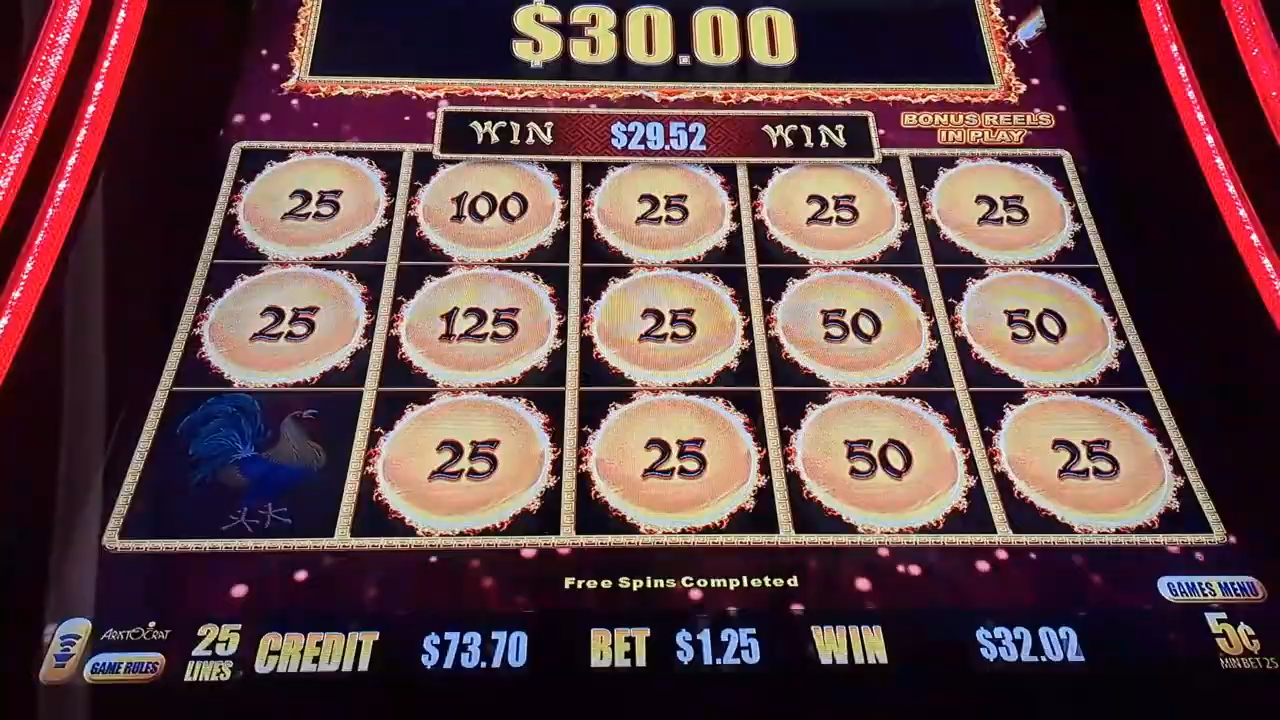 $30.00
WIN $29.52 WIN
BONUS REELS
IN PLAY
25 100 25 25 25
25 125 25 50 50
25 25 50 25
Free Spins Completed
GAMES MENU
ARISTOCRAT
GAME RULES
25
LINES
CREDIT $73.70 BET $1.25 WIN $32.02
5¢
MIN BET 25